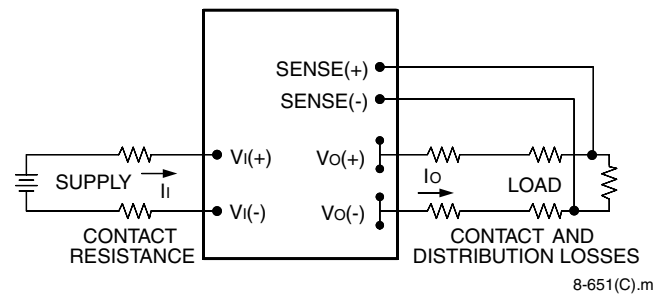 SENSE(+)
SENSE(-)
VI(+) VO(+)
SUPPLY II IO LOAD
VI(-) VO(-)
CONTACT RESISTANCE
CONTACT AND DISTRIBUTION LOSSES
8-651(C).m